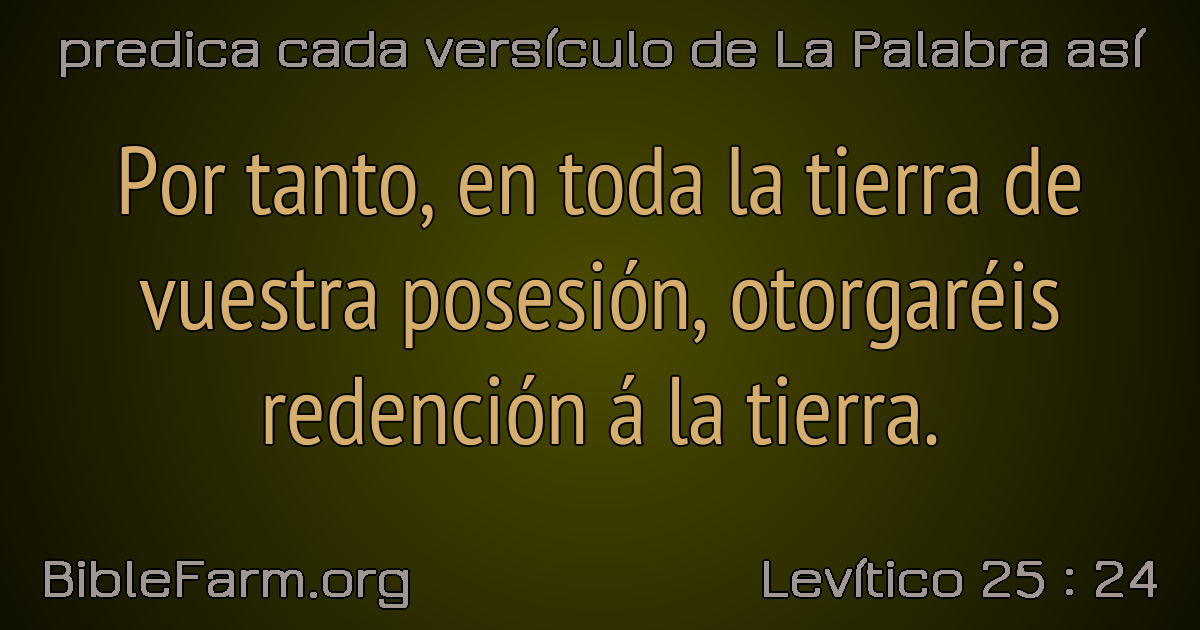 predica cada versículo de La Palabra así
Por tanto, en toda la tierra de
vuestra posesión, otorgaréis
redención á la tierra.
BibleFarm.org
Levítico 25 : 24